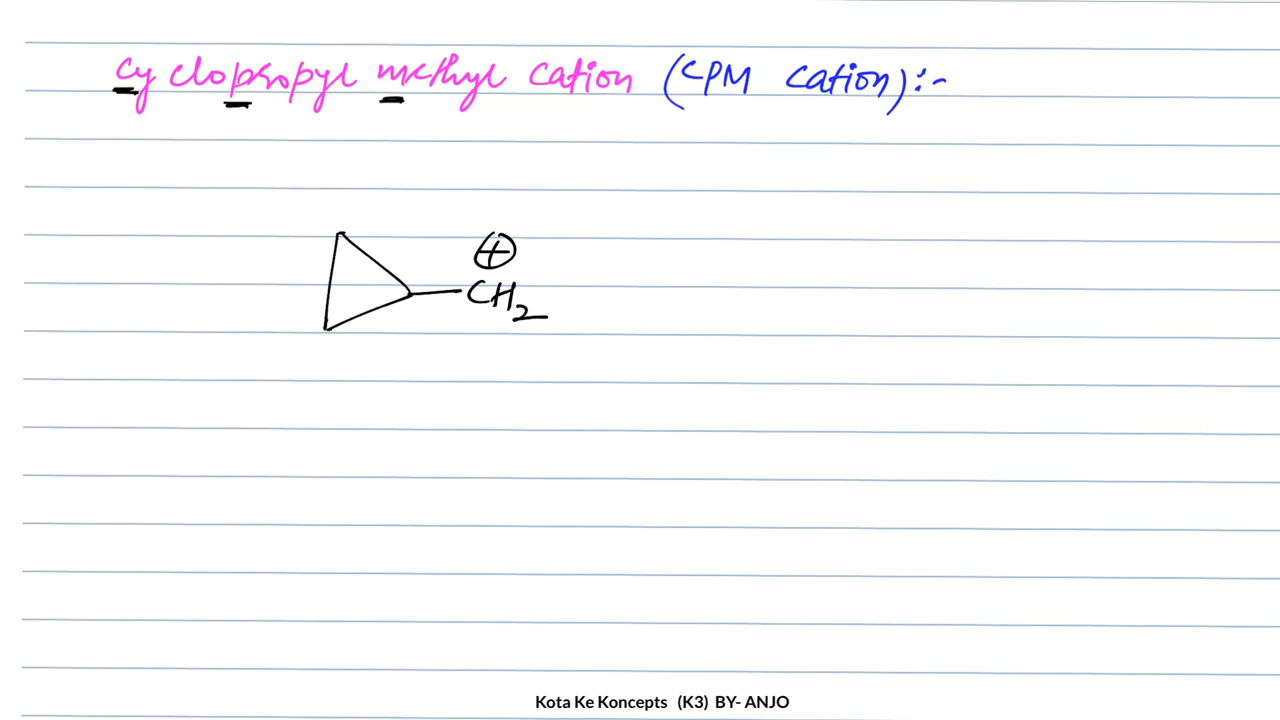 Cyclopropyl methyl cation (CPM cation):-
⊕
CH₂
Kota Ke Koncepts (K3) BY- ANJO